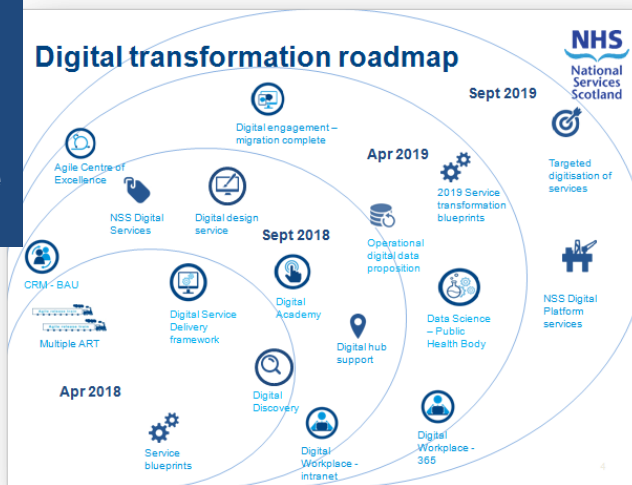 Digital transformation roadmap
NHS
National
Services
Scotland
Sept 2019
Digital engagement –
migration complete
Targeted
digitisation of
services
Apr 2019
Agile Centre of
Excellence
2019 Service
transformation
blueprints
NSS Digital
Services
Digital design
service
Sept 2018
Operational
digital data
proposition
CRM - BAU
NSS Digital
Platform
services
Digital Service
Delivery
framework
Digital
Academy
Data Science
– Public
Health Body
Multiple ART
Digital hub
support
Apr 2018
Digital
Discovery
Service
blueprints
Digital
Workplace -
intranet
Digital
Workplace -
365
4